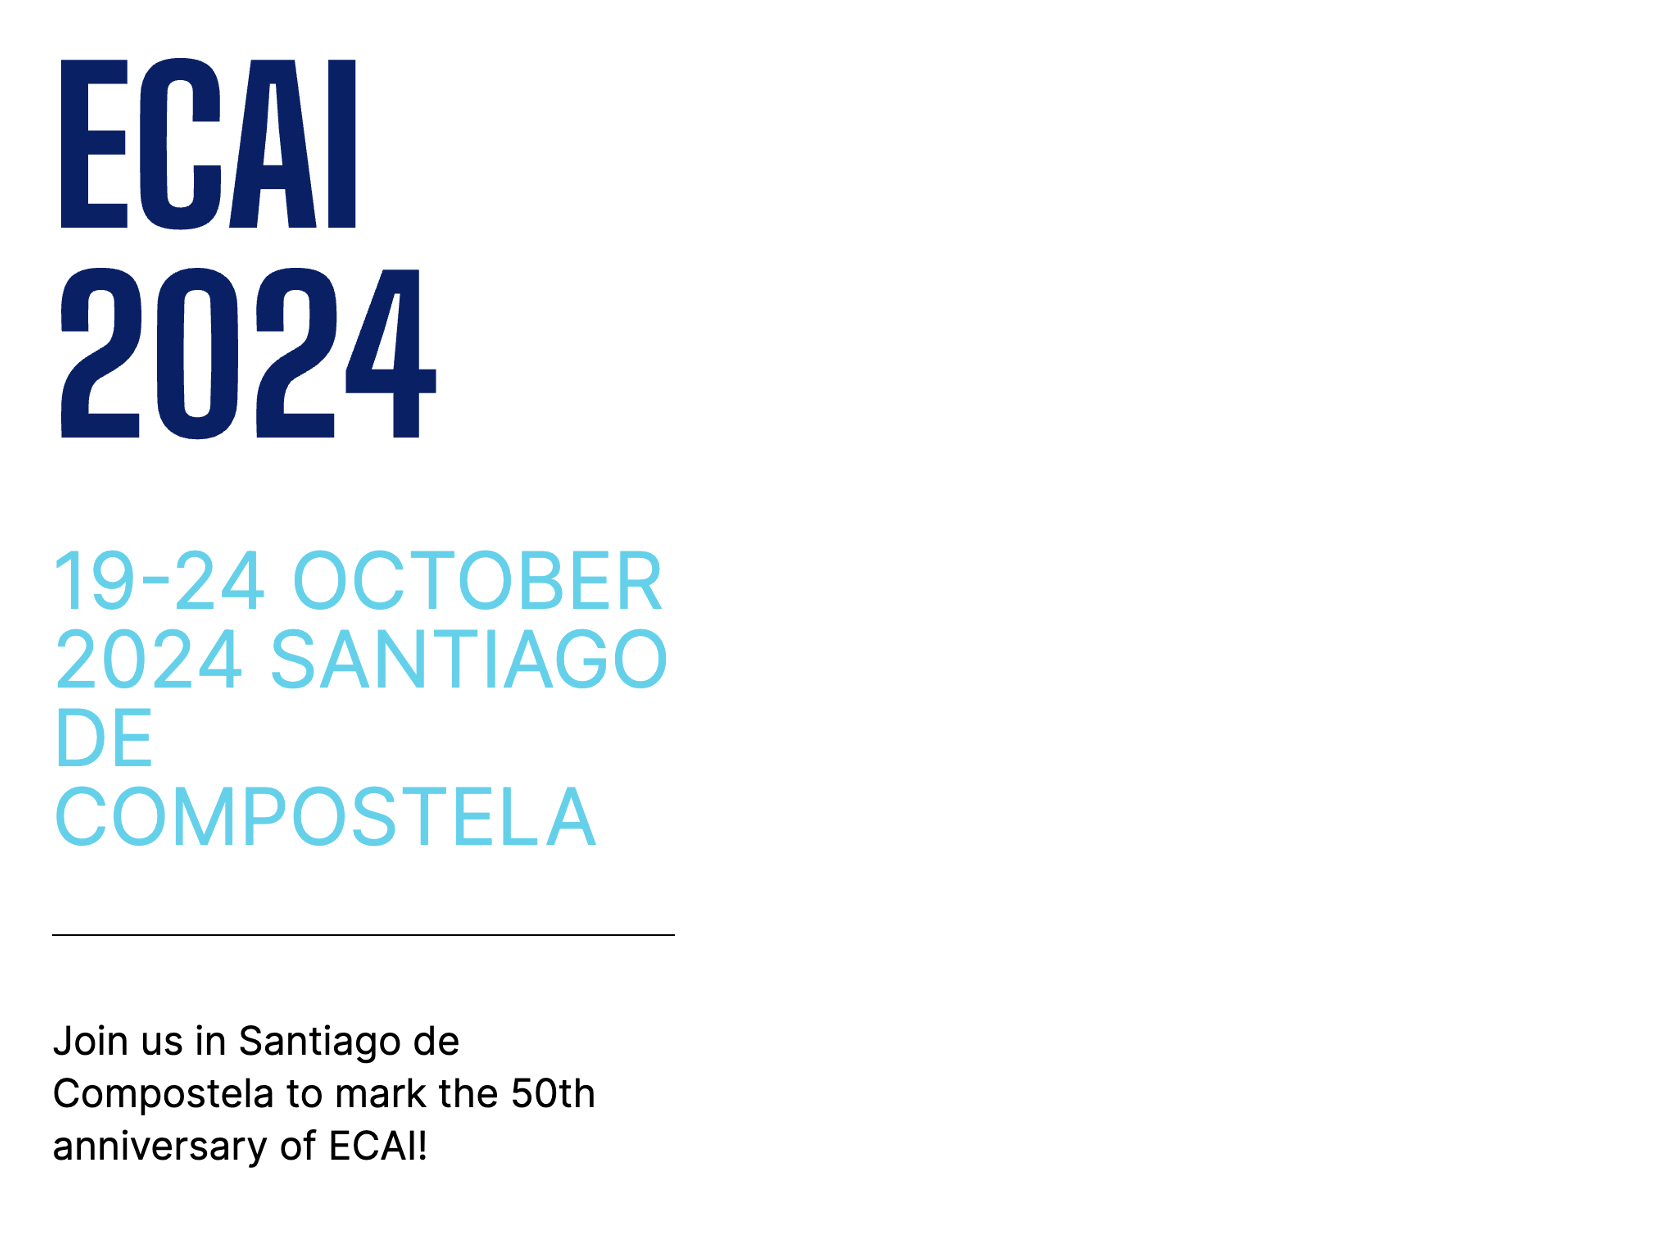 ECAI
2024
19-24 OCTOBER
2024 SANTIAGO
DE
COMPOSTELA
Join us in Santiago de
Compostela to mark the 50th
anniversary of ECAI!